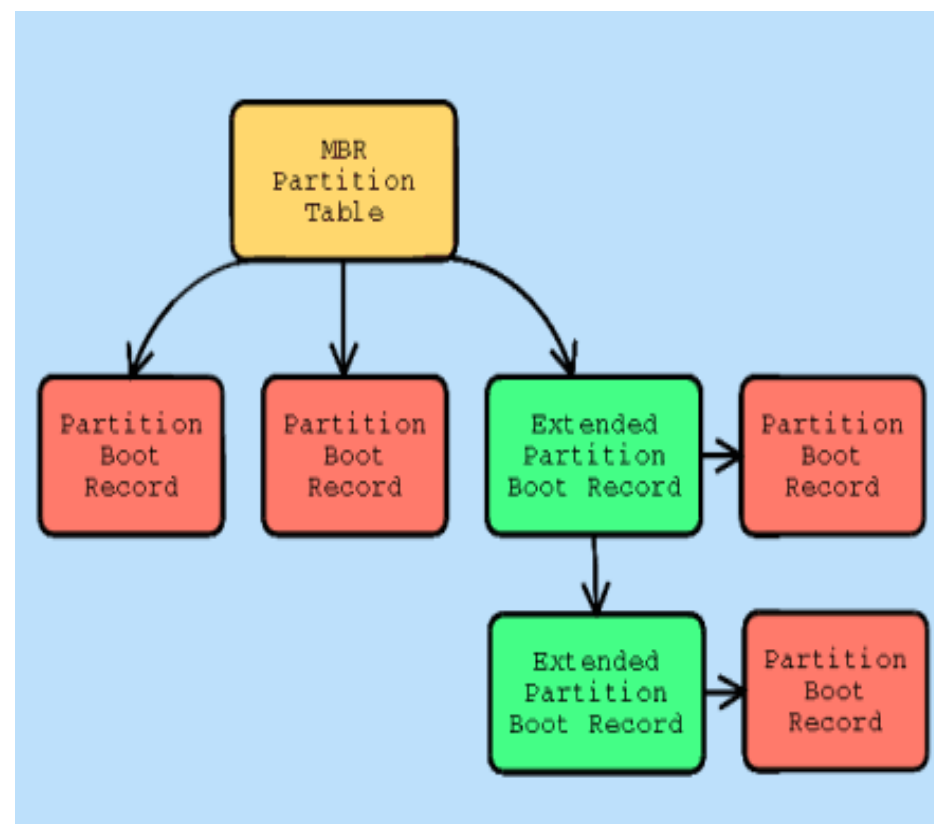 MBR
Partition
Table
Partition
Boot
Record
Partition
Boot
Record
Extended
Partition
Boot Record
Partition
Boot
Record
Extended
Partition
Boot Record
Partition
Boot
Record